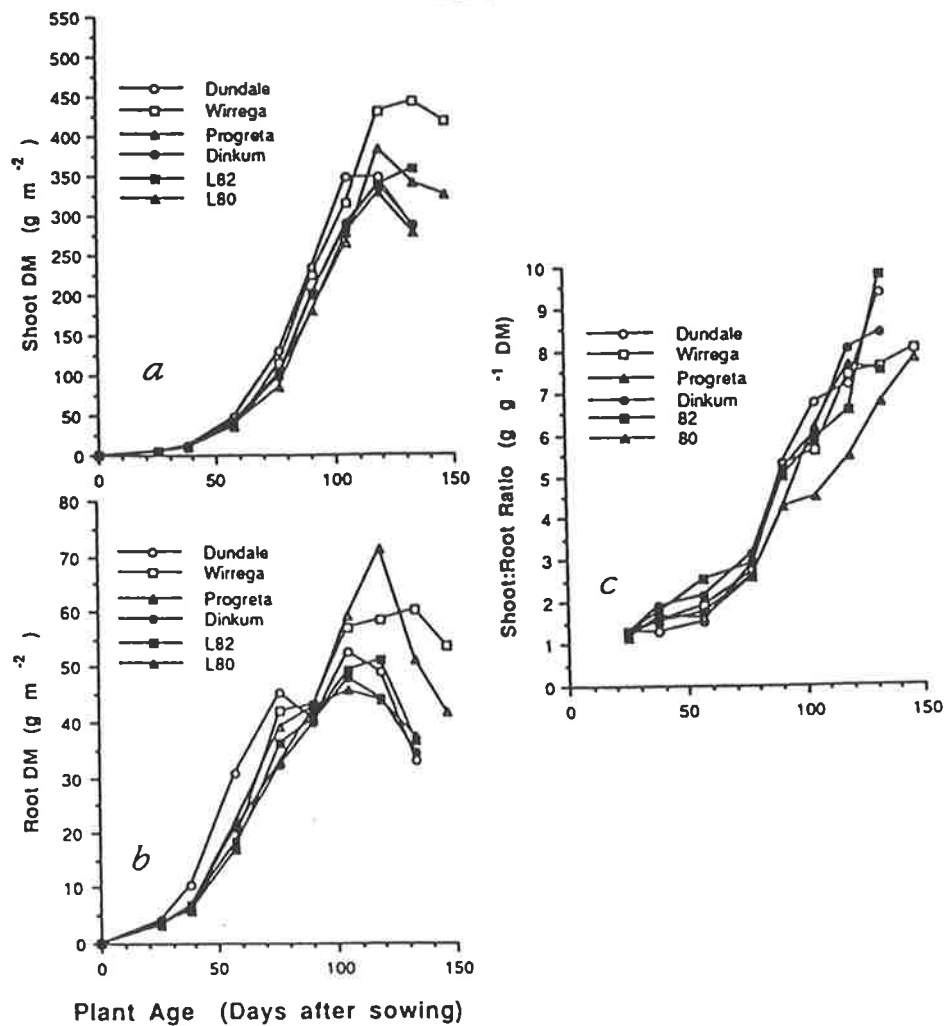 550
500
450
400
350
300
250
200
150
100
50
0
Shoot DM (g m -2 )
Dundale
Wirrega
Progreta
Dinkum
L82
L80
a
0
50
100
150
80
70
60
50
40
30
20
10
0
Root DM (g m -2 )
Dundale
Wirrega
Progreta
Dinkum
L82
L80
b
0
50
100
150
Plant Age (Days after sowing)
10
9
8
7
6
5
4
3
2
1
0
Shoot:Root Ratio (g g -1 DM)
Dundale
Wirrega
Progreta
Dinkum
82
80
c
0
50
100
150